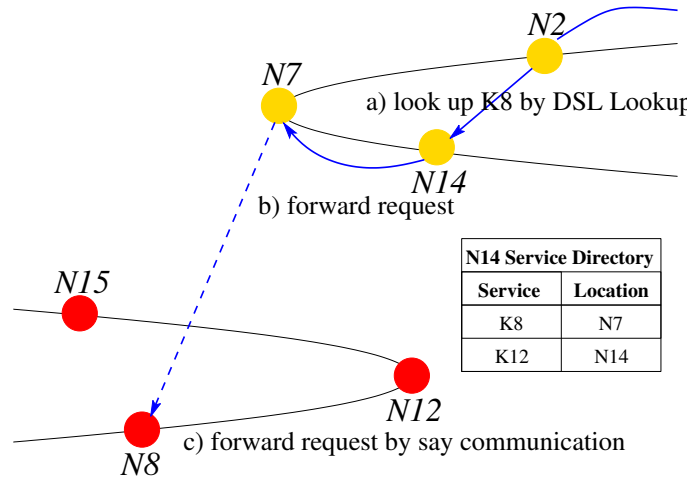 N2
N7
a) look up K8 by DSL Lookup
N14
b) forward request
N14 Service Directory
Service Location
K8 N7
K12 N14
N15
N12
c) forward request by say communication
N8